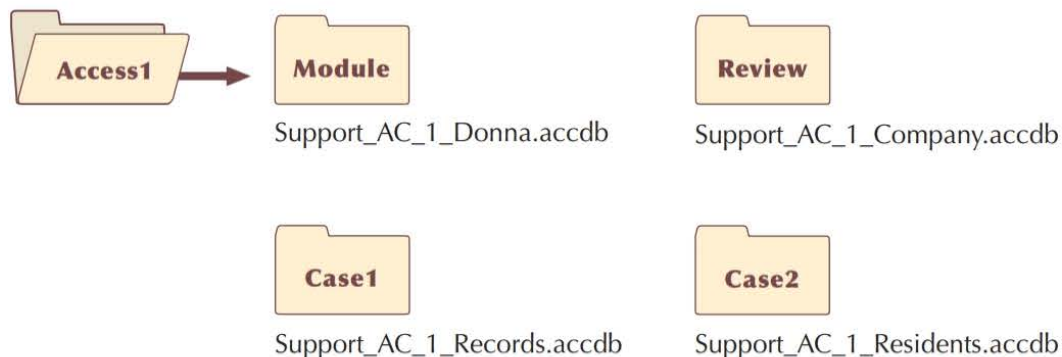 Access1
Module
Review
Support_AC_1_Donna.accdb
Support_AC_1_Company.accdb
Case1
Case2
Support_AC_1_Records.accdb
Support_AC_1_Residents.accdb